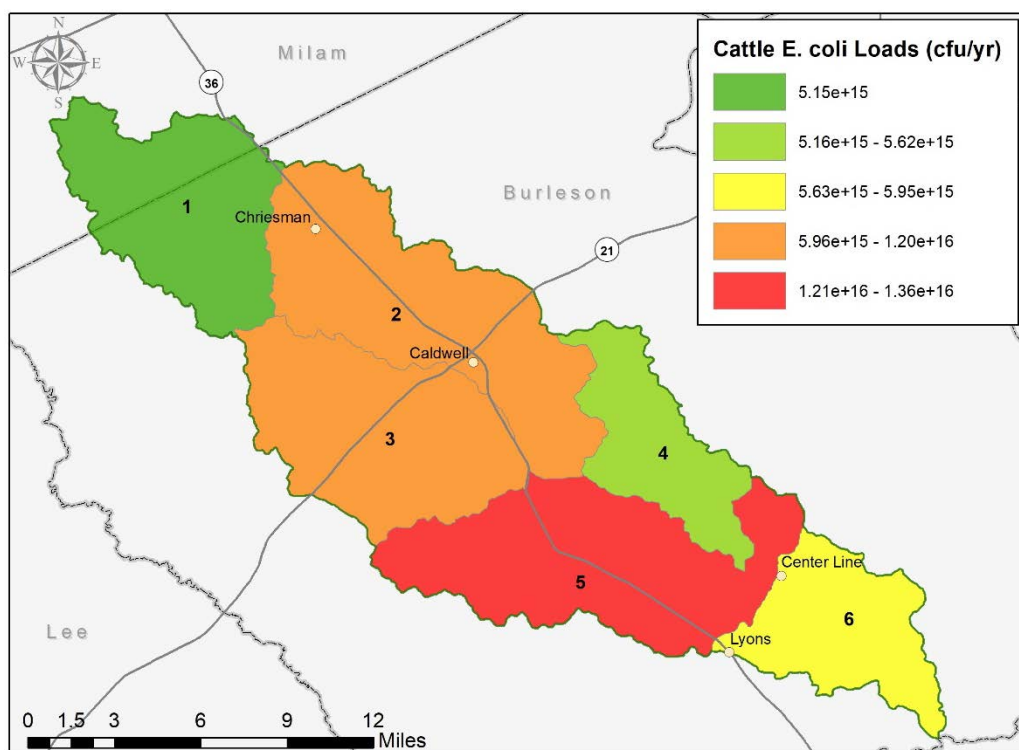 N
W E
S
Milam
36
Cattle E. coli Loads (cfu/yr)
5.15e+15
5.16e+15 - 5.62e+15
5.63e+15 - 5.95e+15
5.96e+15 - 1.20e+16
1.21e+16 - 1.36e+16
Burleson
1
Chriesman
21
2
Caldwell
3
4
5
Center Line
6
Lee
Lyons
0 1.5 3 6 9 12
Miles